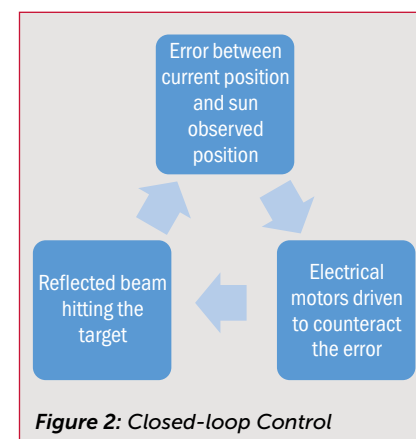 Error between
current position
and sun
observed
position
Electrical
motors driven
to counteract
the error
Reflected beam
hitting the
target
Figure 2: Closed-loop Control